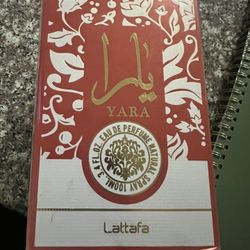 يارا
YARA
3.4 FL.OZ. EAU DE PERFUME NATURAL SPRAY 100ML
Lattafa